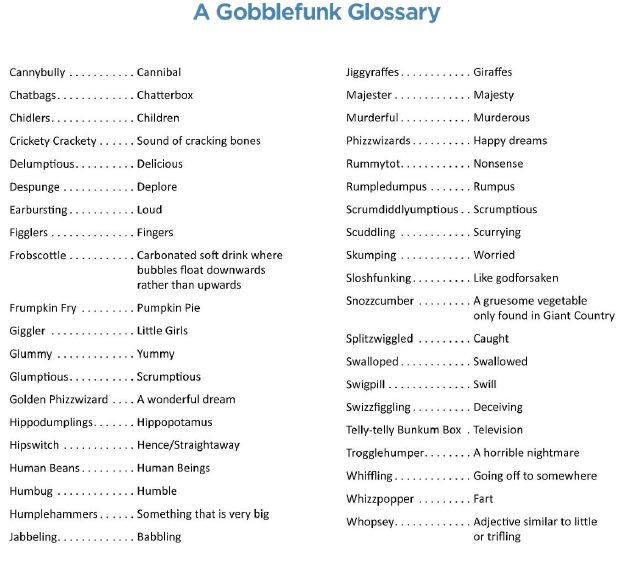 A Gobblefunk Glossary
Cannybully ........... Cannibal
Chatbags............. Chatterbox
Chidlers.............. Children
Crickety Crackety ...... Sound of cracking bones
Delumptious.......... Delicious
Despunge ............ Deplore
Earbursting........... Loud
Figglers .............. Fingers
Frobscottle ........... Carbonated soft drink where
bubbles float downwards
rather than upwards
Frumpkin Fry ......... Pumpkin Pie
Giggler .............. Little Girls
Glummy ............. Yummy
Glumptious........... Scrumptious
Golden Phizzwizard .... A wonderful dream
Hippodumplings....... Hippopotamus
Hipswitch ............ Hence/Straightaway
Human Beans......... Human Beings
Humbug ............. Humble
Humplehammers...... Something that is very big
Jabbeling............. Babbling
Jiggyraffes............ Giraffes
Majester ............. Majesty
Murderful............ Murderous
Phizzwizards.......... Happy dreams
Rummytot............ Nonsense
Rumpledumpus ....... Rumpus
Scrumdiddlyumptious .. Scrumptious
Scuddling ............ Scurrying
Skumping ............ Worried
Sloshfunking.......... Like godforsaken
Snozzcumber ......... A gruesome vegetable
only found in Giant Country
Splitzwiggled ......... Caught
Swalloped............ Swallowed
Swigpill .............. Swill
Swizzfiggling .......... Deceiving
Telly-telly Bunkum Box . Television
Trogglehumper........ A horrible nightmare
Whiffling............. Going off to somewhere
Whizzpopper ......... Fart
Whopsey............. Adjective similar to little
or trifling